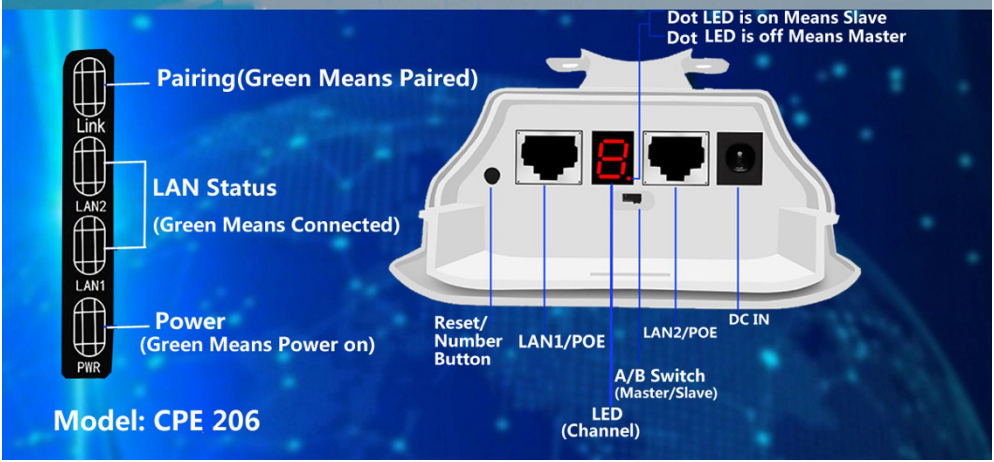 Dot LED is on Means Slave
Dot LED is off Means Master
Pairing(Green Means Paired)
Link
LAN2
LAN Status
(Green Means Connected)
LAN1
Power
(Green Means Power on)
PWR
8.
Reset/
Number
Button
LAN1/POE
LAN2/POE
DC IN
A/B Switch
(Master/Slave)
LED
(Channel)
Model: CPE 206